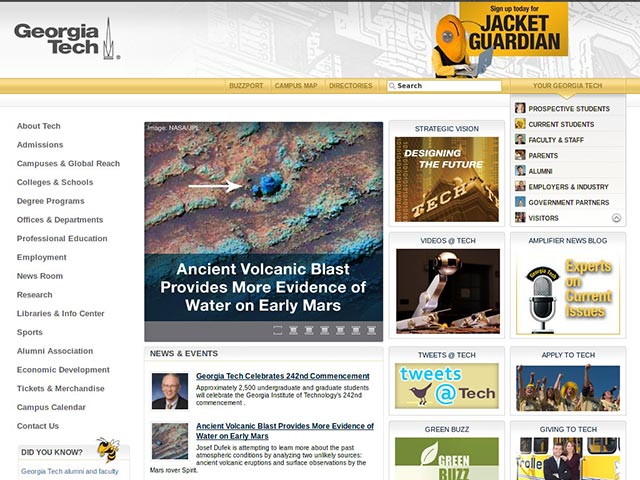 Georgia
Tech
®
Sign up today for
JACKET
GUARDIAN
BUZZPORT
CAMPUS MAP
DIRECTORIES
Search
YOUR GEORGIA TECH
PROSPECTIVE STUDENTS
CURRENT STUDENTS
FACULTY & STAFF
PARENTS
ALUMNI
EMPLOYERS & INDUSTRY
GOVERNMENT PARTNERS
VISITORS
About Tech
Admissions
Campuses & Global Reach
Colleges & Schools
Degree Programs
Offices & Departments
Professional Education
Employment
News Room
Research
Libraries & Info Center
Sports
Alumni Association
Economic Development
Tickets & Merchandise
Campus Calendar
Contact Us
DID YOU KNOW?
Georgia Tech alumni and faculty
Image: NASA/JPL
Ancient Volcanic Blast
Provides More Evidence of
Water on Early Mars
NEWS & EVENTS
Georgia Tech Celebrates 242nd Commencement
Approximately 2,500 undergraduate and graduate students
will celebrate the Georgia Institute of Technology's 242nd
commencement .
Ancient Volcanic Blast Provides More Evidence of
Water on Early Mars
Josef Dufek is attempting to learn more about the past
atmospheric conditions by analyzing two unlikely sources:
ancient volcanic eruptions and surface observations by the
Mars rover Spirit.
STRATEGIC VISION
DESIGNING
THE FUTURE
TECH
VIDEOS @ TECH
AMPLIFIER NEWS BLOG
Georgia Tech
Experts
on
Current
Issues
TWEETS @ TECH
tweets
@Tech
APPLY TO TECH
GREEN BUZZ
GREEN
BUZZ
GIVING TO TECH